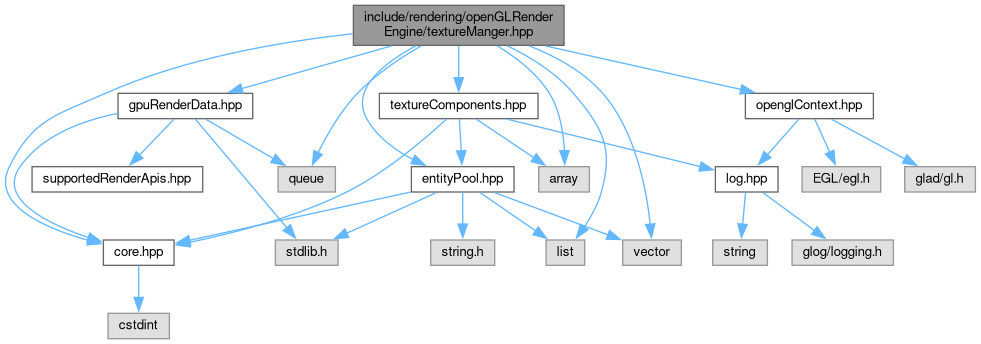 include/rendering/openGLRender
Engine/textureManger.hpp
gpuRenderData.hpp
textureComponents.hpp
openglContext.hpp
supportedRenderApis.hpp
queue
entityPool.hpp
array
log.hpp
EGL/egl.h
glad/gl.h
core.hpp
stdlib.h
string.h
list
vector
string
glog/logging.h
cstdint